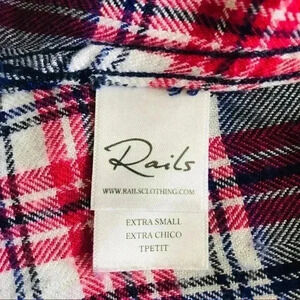 Rails
WWW.RAILSCLOTHING.COM
EXTRA SMALL
EXTRA CHICO
TPETIT